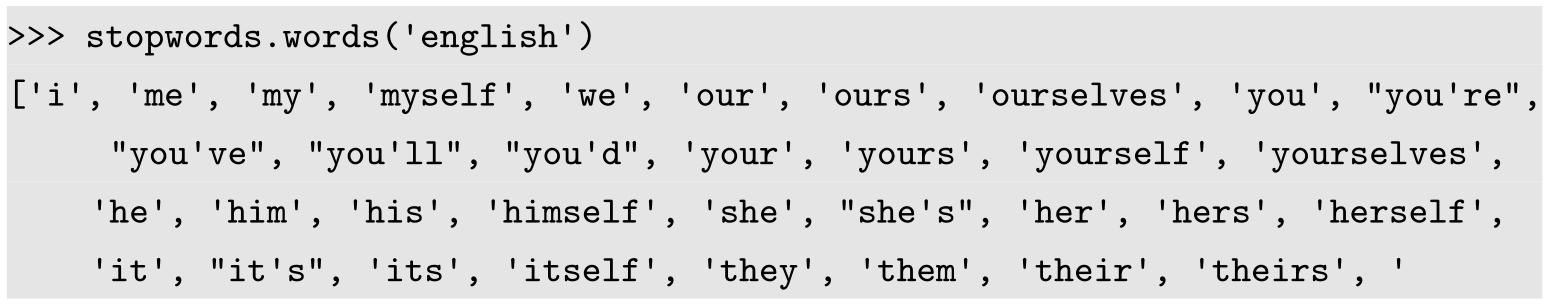 >>> stopwords.words('english')
['i', 'me', 'my', 'myself', 'we', 'our', 'ours', 'ourselves', 'you', "you're",
"you've", "you'll", "you'd", 'your', 'yours', 'yourself', 'yourselves',
'he', 'him', 'his', 'himself', 'she', "she's", 'her', 'hers', 'herself',
'it', "it's", 'its', 'itself', 'they', 'them', 'their', 'theirs', '